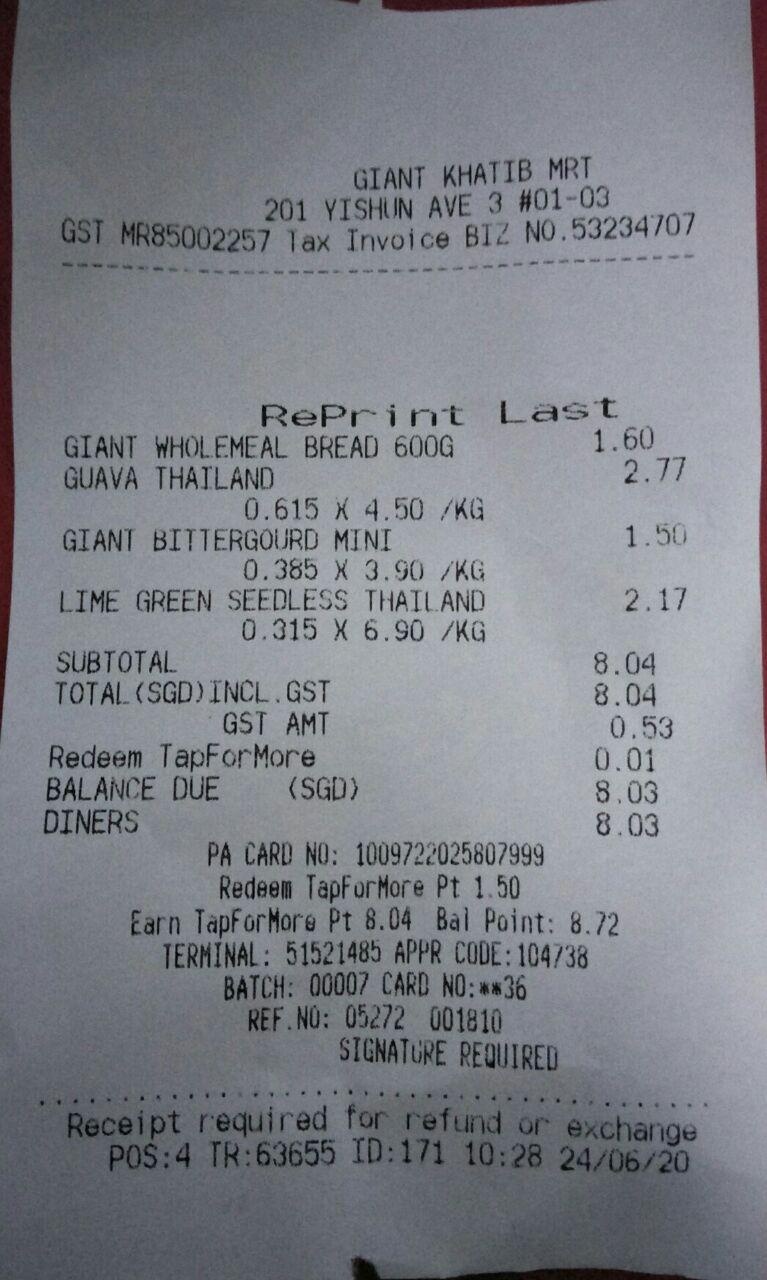 GIANT KHATIB MRT
201 YISHUN AVE 3 #01-03
GST MR85002257 Tax Invoice BIZ NO.53234707
RePrint Last
GIANT WHOLEMEAL BREAD 600G 1.60
GUAVA THAILAND 2.77
0.615 X 4.50 /KG
GIANT BITTERGOURD MINI 1.50
0.385 X 3.90 /KG
LIME GREEN SEEDLESS THAILAND 2.17
0.315 X 6.90 /KG
SUBTOTAL 8.04
TOTAL(SGD)INCL.GST 8.04
GST AMT 0.53
Redeem TapForMore 0.01
BALANCE DUE (SGD) 8.03
DINERS 8.03
PA CARD NO: 1009722025807999
Redeem TapForMore Pt 1.50
Earn TapForMore Pt 8.04 Bal Point: 8.72
TERMINAL: 51521485 APPR CODE:104738
BATCH: 00007 CARD NO:**36
REF.NO: 05272 001810
SIGNATURE REQUIRED
Receipt required for refund or exchange
POS:4 TR:63655 ID:171 10:28 24/06/20